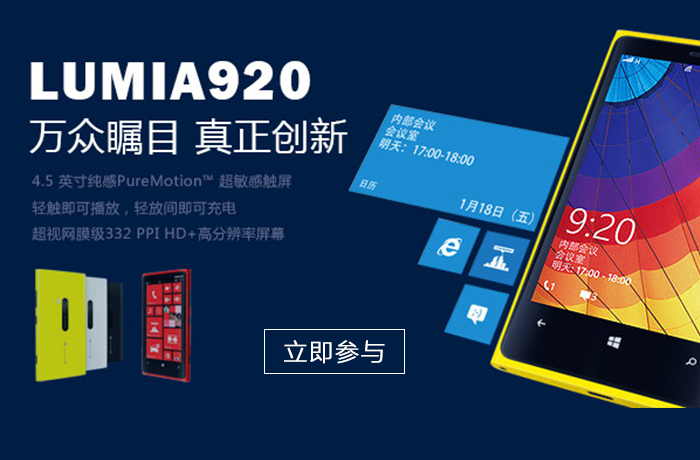 LUMIA920
万众瞩目 真正创新
4.5 英寸纯感PureMotion™ 超敏感触屏
轻触即可播放，轻放间即可充电
超视网膜级332 PPI HD+高分辨率屏幕
立即参与
内部会议
会议室
明天：17:00-18:00
日历
1月18日（五）
H
9:20
内部会议
会议室
明天: 17:00 - 18:00
1
3